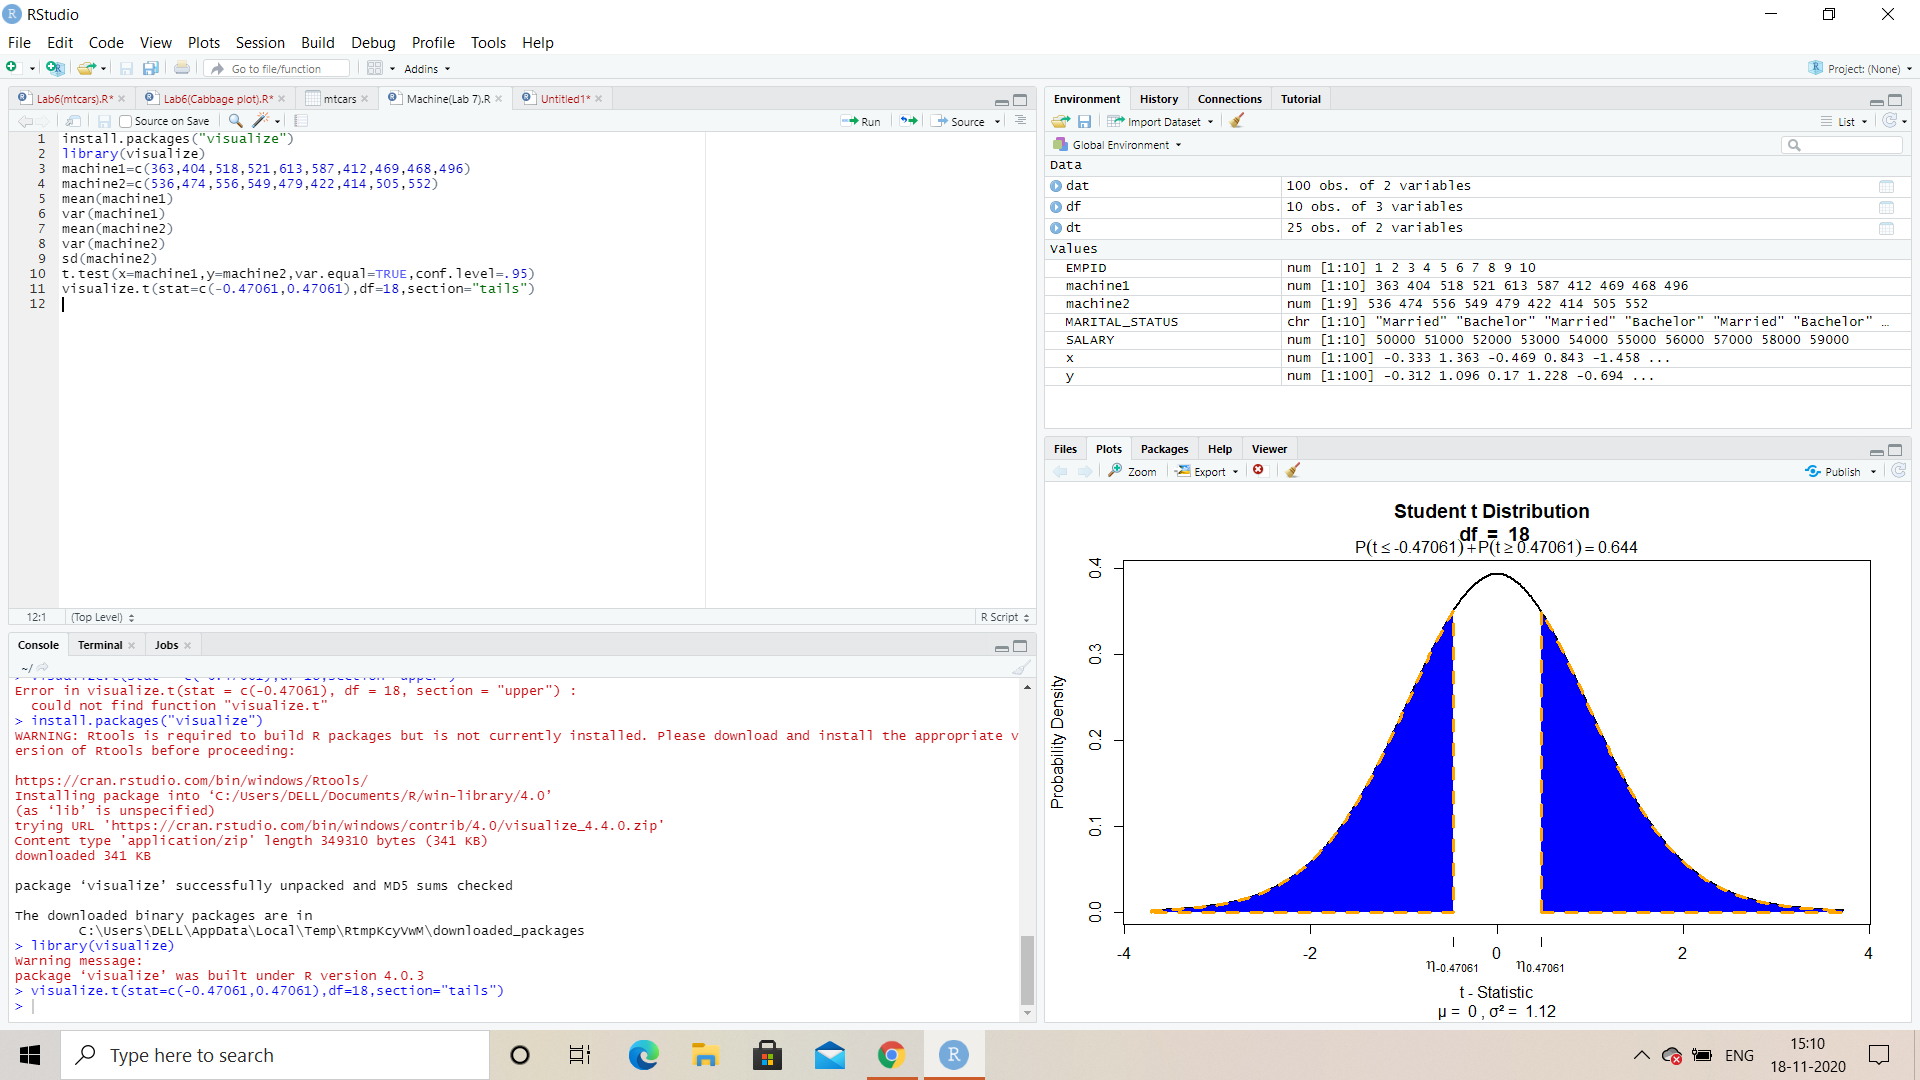 RStudio
File Edit Code View Plots Session Build Debug Profile Tools Help
Go to file/function Addins Project: (None)
Lab6(mtcars).R* Lab6(Cabbage plot).R* mtcars Machine(Lab 7).R Untitled1*
Source on Save Run Source
1 install.packages("visualize")
2 library(visualize)
3 machine1=c(363,404,518,521,613,587,412,469,468,496)
4 machine2=c(536,474,556,549,479,422,414,505,552)
5 mean(machine1)
6 var(machine1)
7 mean(machine2)
8 var(machine2)
9 sd(machine2)
10 t.test(x=machine1,y=machine2,var.equal=TRUE,conf.level=.95)
11 visualize.t(stat=c(-0.47061,0.47061),df=18,section="tails")
12
12:1 (Top Level) R Script
Console Terminal Jobs
~/
Error in visualize.t(stat = c(-0.47061), df = 18, section = "upper") :
could not find function "visualize.t"
> install.packages("visualize")
WARNING: Rtools is required to build R packages but is not currently installed. Please download and install the appropriate v
ersion of Rtools before proceeding:
https://cran.rstudio.com/bin/windows/Rtools/
Installing package into ‘C:/Users/DELL/Documents/R/win-library/4.0’
(as ‘lib’ is unspecified)
trying URL 'https://cran.rstudio.com/bin/windows/contrib/4.0/visualize_4.4.0.zip'
Content type 'application/zip' length 349310 bytes (341 KB)
downloaded 341 KB
package ‘visualize’ successfully unpacked and MD5 sums checked
The downloaded binary packages are in
C:\Users\DELL\AppData\Local\Temp\RtmpKcyVwM\downloaded_packages
> library(visualize)
Warning message:
package ‘visualize’ was built under R version 4.0.3
> visualize.t(stat=c(-0.47061,0.47061),df=18,section="tails")
>
Environment History Connections Tutorial
Import Dataset List
Global Environment
Data
dat 100 obs. of 2 variables
df 10 obs. of 3 variables
dt 25 obs. of 2 variables
Values
EMPID num [1:10] 1 2 3 4 5 6 7 8 9 10
machine1 num [1:10] 363 404 518 521 613 587 412 469 468 496
machine2 num [1:9] 536 474 556 549 479 422 414 505 552
MARITAL_STATUS chr [1:10] "Married" "Bachelor" "Married" "Bachelor" "Married" "Bachelor" …
SALARY num [1:10] 50000 51000 52000 53000 54000 55000 56000 57000 58000 59000
x num [1:100] -0.333 1.363 -0.469 0.843 -1.458 ...
y num [1:100] -0.312 1.096 0.17 1.228 -0.694 ...
Files Plots Packages Help Viewer
Zoom Export Publish
Student t Distribution
df = 18
P(t ≤ -0.47061)+P(t ≥ 0.47061) = 0.644
Probability Density
0.4
0.3
0.2
0.1
0.0
-4 -2 0 2 4
η-0.47061 η0.47061
t - Statistic
μ = 0 , σ² = 1.12
Type here to search
ENG
15:10
18-11-2020